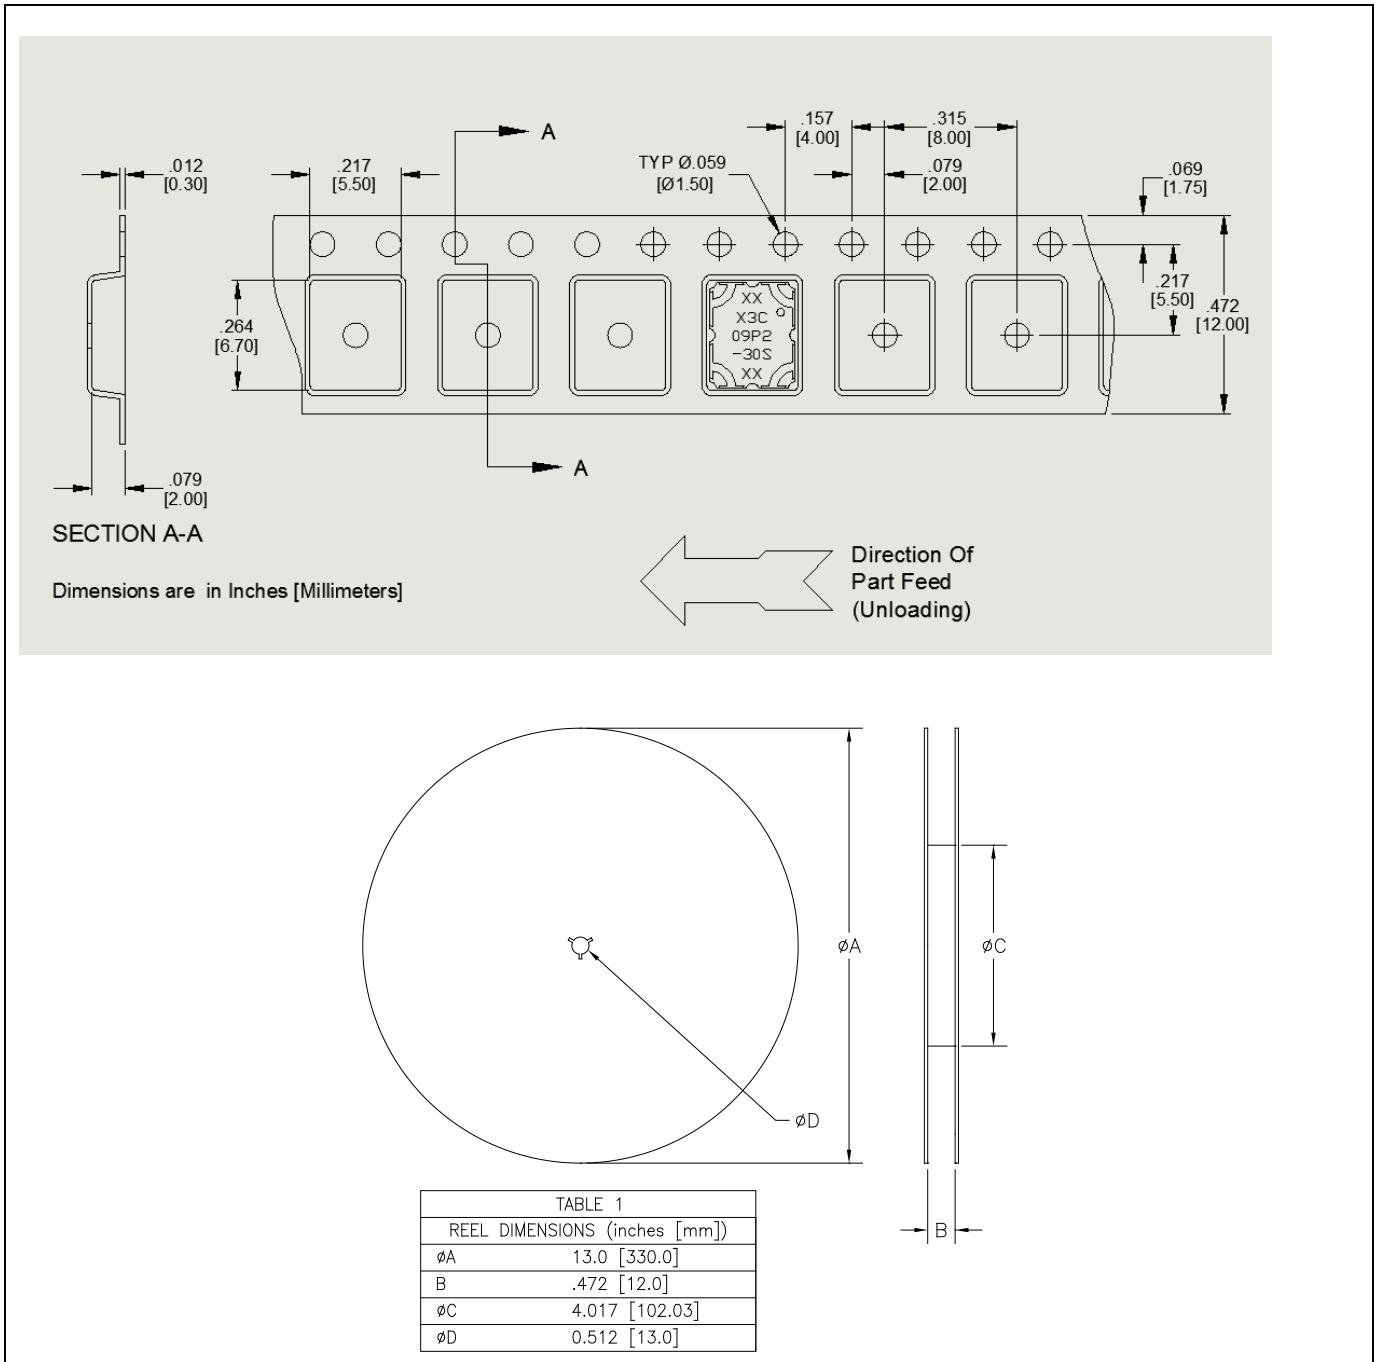 .012
[0.30]
.217
[5.50]
A
TYP Ø.059
[Ø1.50]
.157
[4.00]
.315
[8.00]
.079
[2.00]
.069
[1.75]
.217
[5.50]
.472
[12.00]
.264
[6.70]
XX
X3C
09P2
-30S
XX
A
.079
[2.00]
SECTION A-A
Dimensions are in Inches [Millimeters]
Direction Of
Part Feed
(Unloading)
øA
øC
øD
B
TABLE 1
REEL DIMENSIONS (inches [mm])
øA 13.0 [330.0]
B .472 [12.0]
øC 4.017 [102.03]
øD 0.512 [13.0]